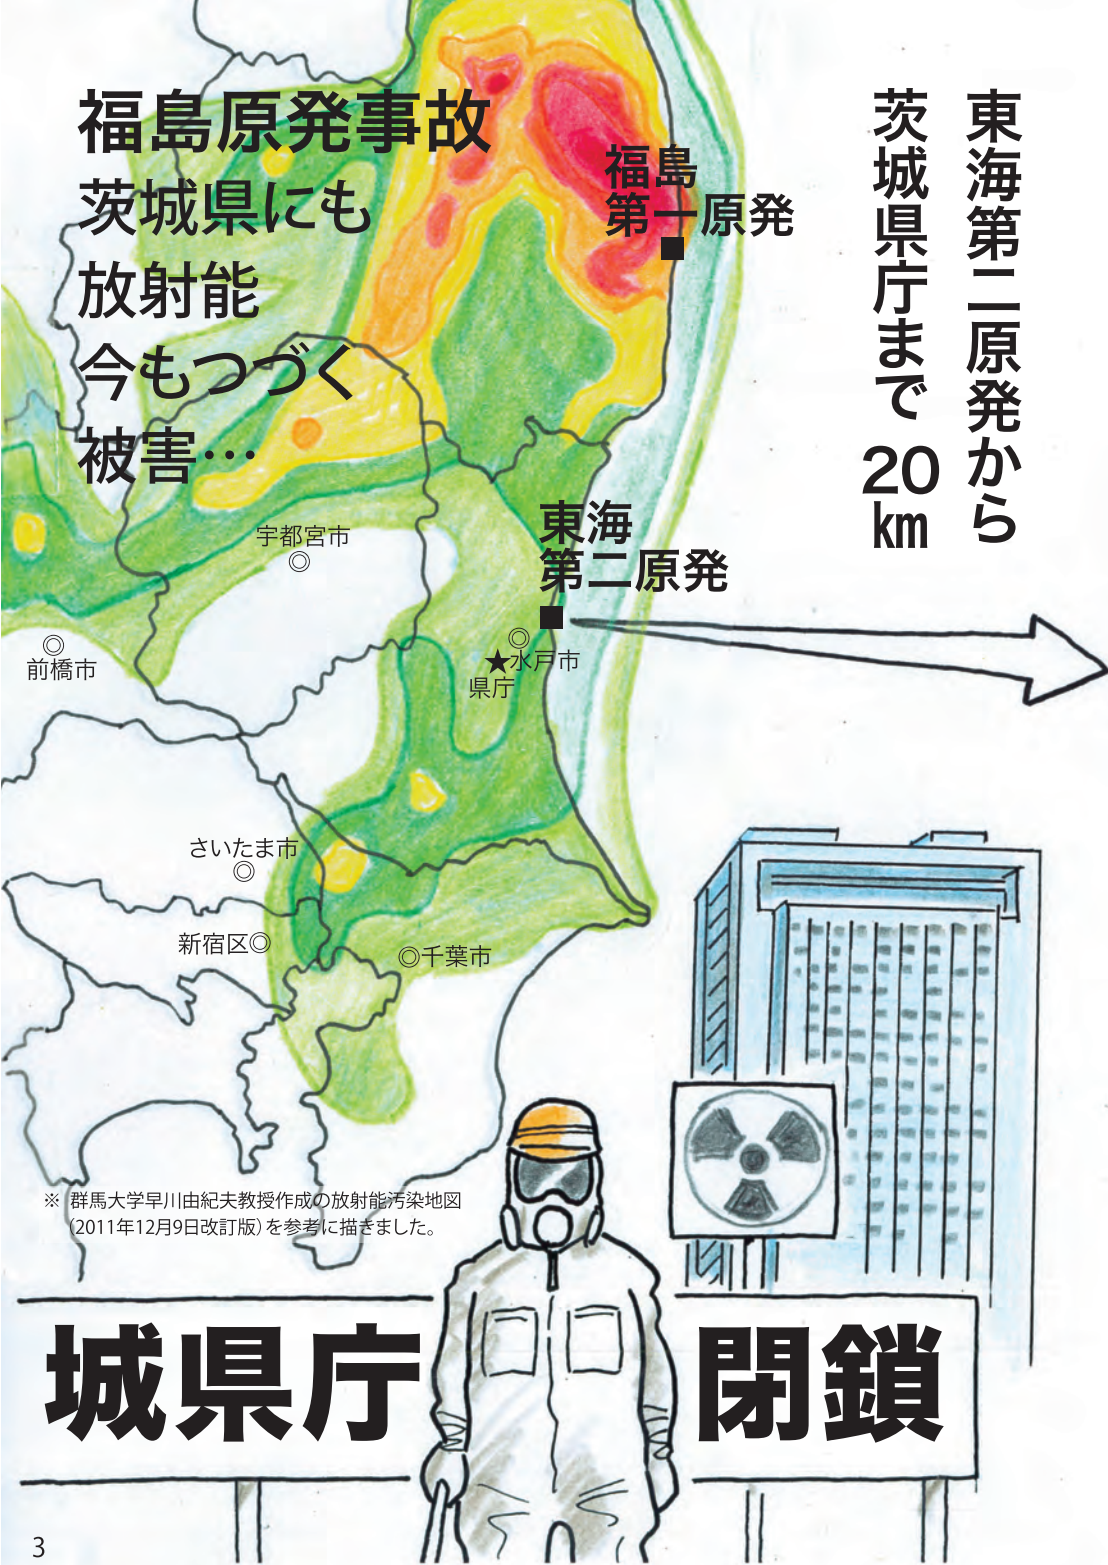 東海第二原発から
茨城県庁まで 20km
福島原発事故
茨城県にも
放射能
今もつづく
被害…
福島
第一原発
東海
第二原発
宇都宮市
前橋市
水戸市
★
県庁
さいたま市
新宿区◎
◎千葉市
※ 群馬大学早川由紀夫教授作成の放射能汚染地図
(2011年12月9日改訂版)を参考に描きました。
城県庁 閉鎖
3